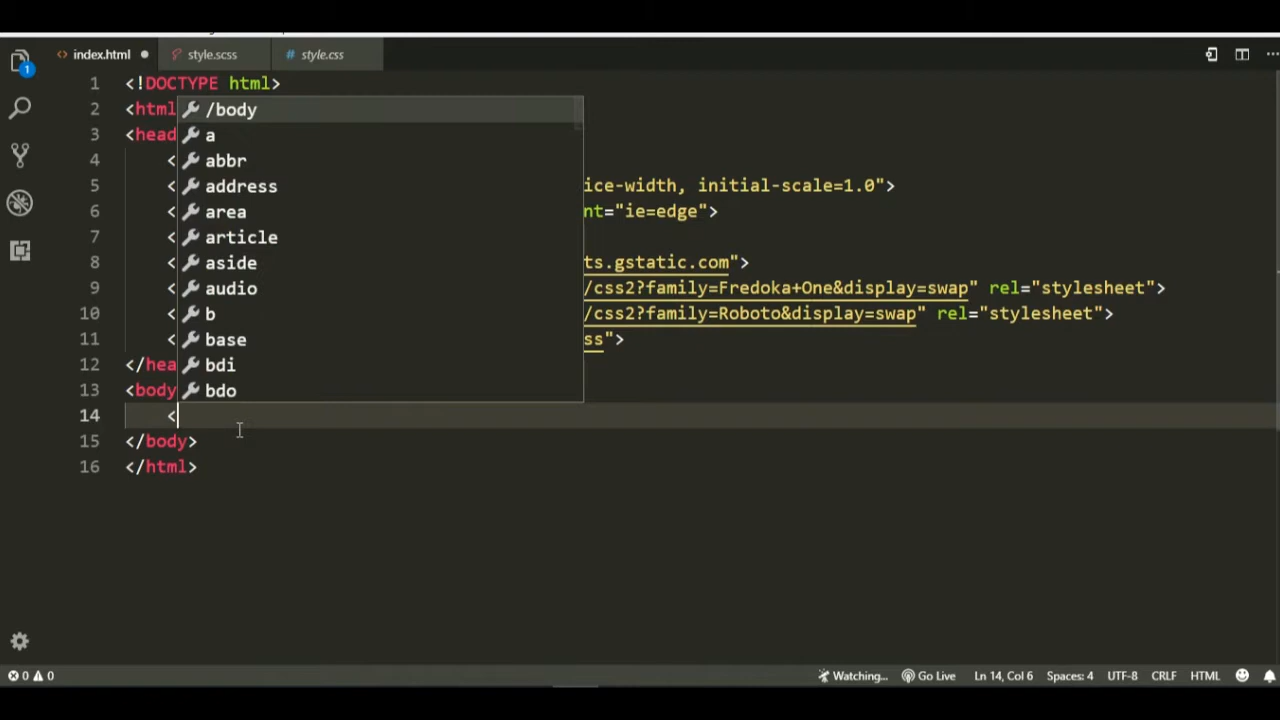 index.html
style.scss
# style.css
1
1 <!DOCTYPE html>
2 <html
3 <head
4 <
5 < ice-width, initial-scale=1.0">
6 < nt="ie=edge">
7 <
8 < ts.gstatic.com">
9 < /css2?family=Fredoka+One&display=swap" rel="stylesheet">
10 < /css2?family=Roboto&display=swap" rel="stylesheet">
11 < ss">
12 </hea
13 <body
14 <
15 </body>
16 </html>
/body
a
abbr
address
area
article
aside
audio
b
base
bdi
bdo
0 0 Watching... Go Live Ln 14, Col 6 Spaces: 4 UTF-8 CRLF HTML